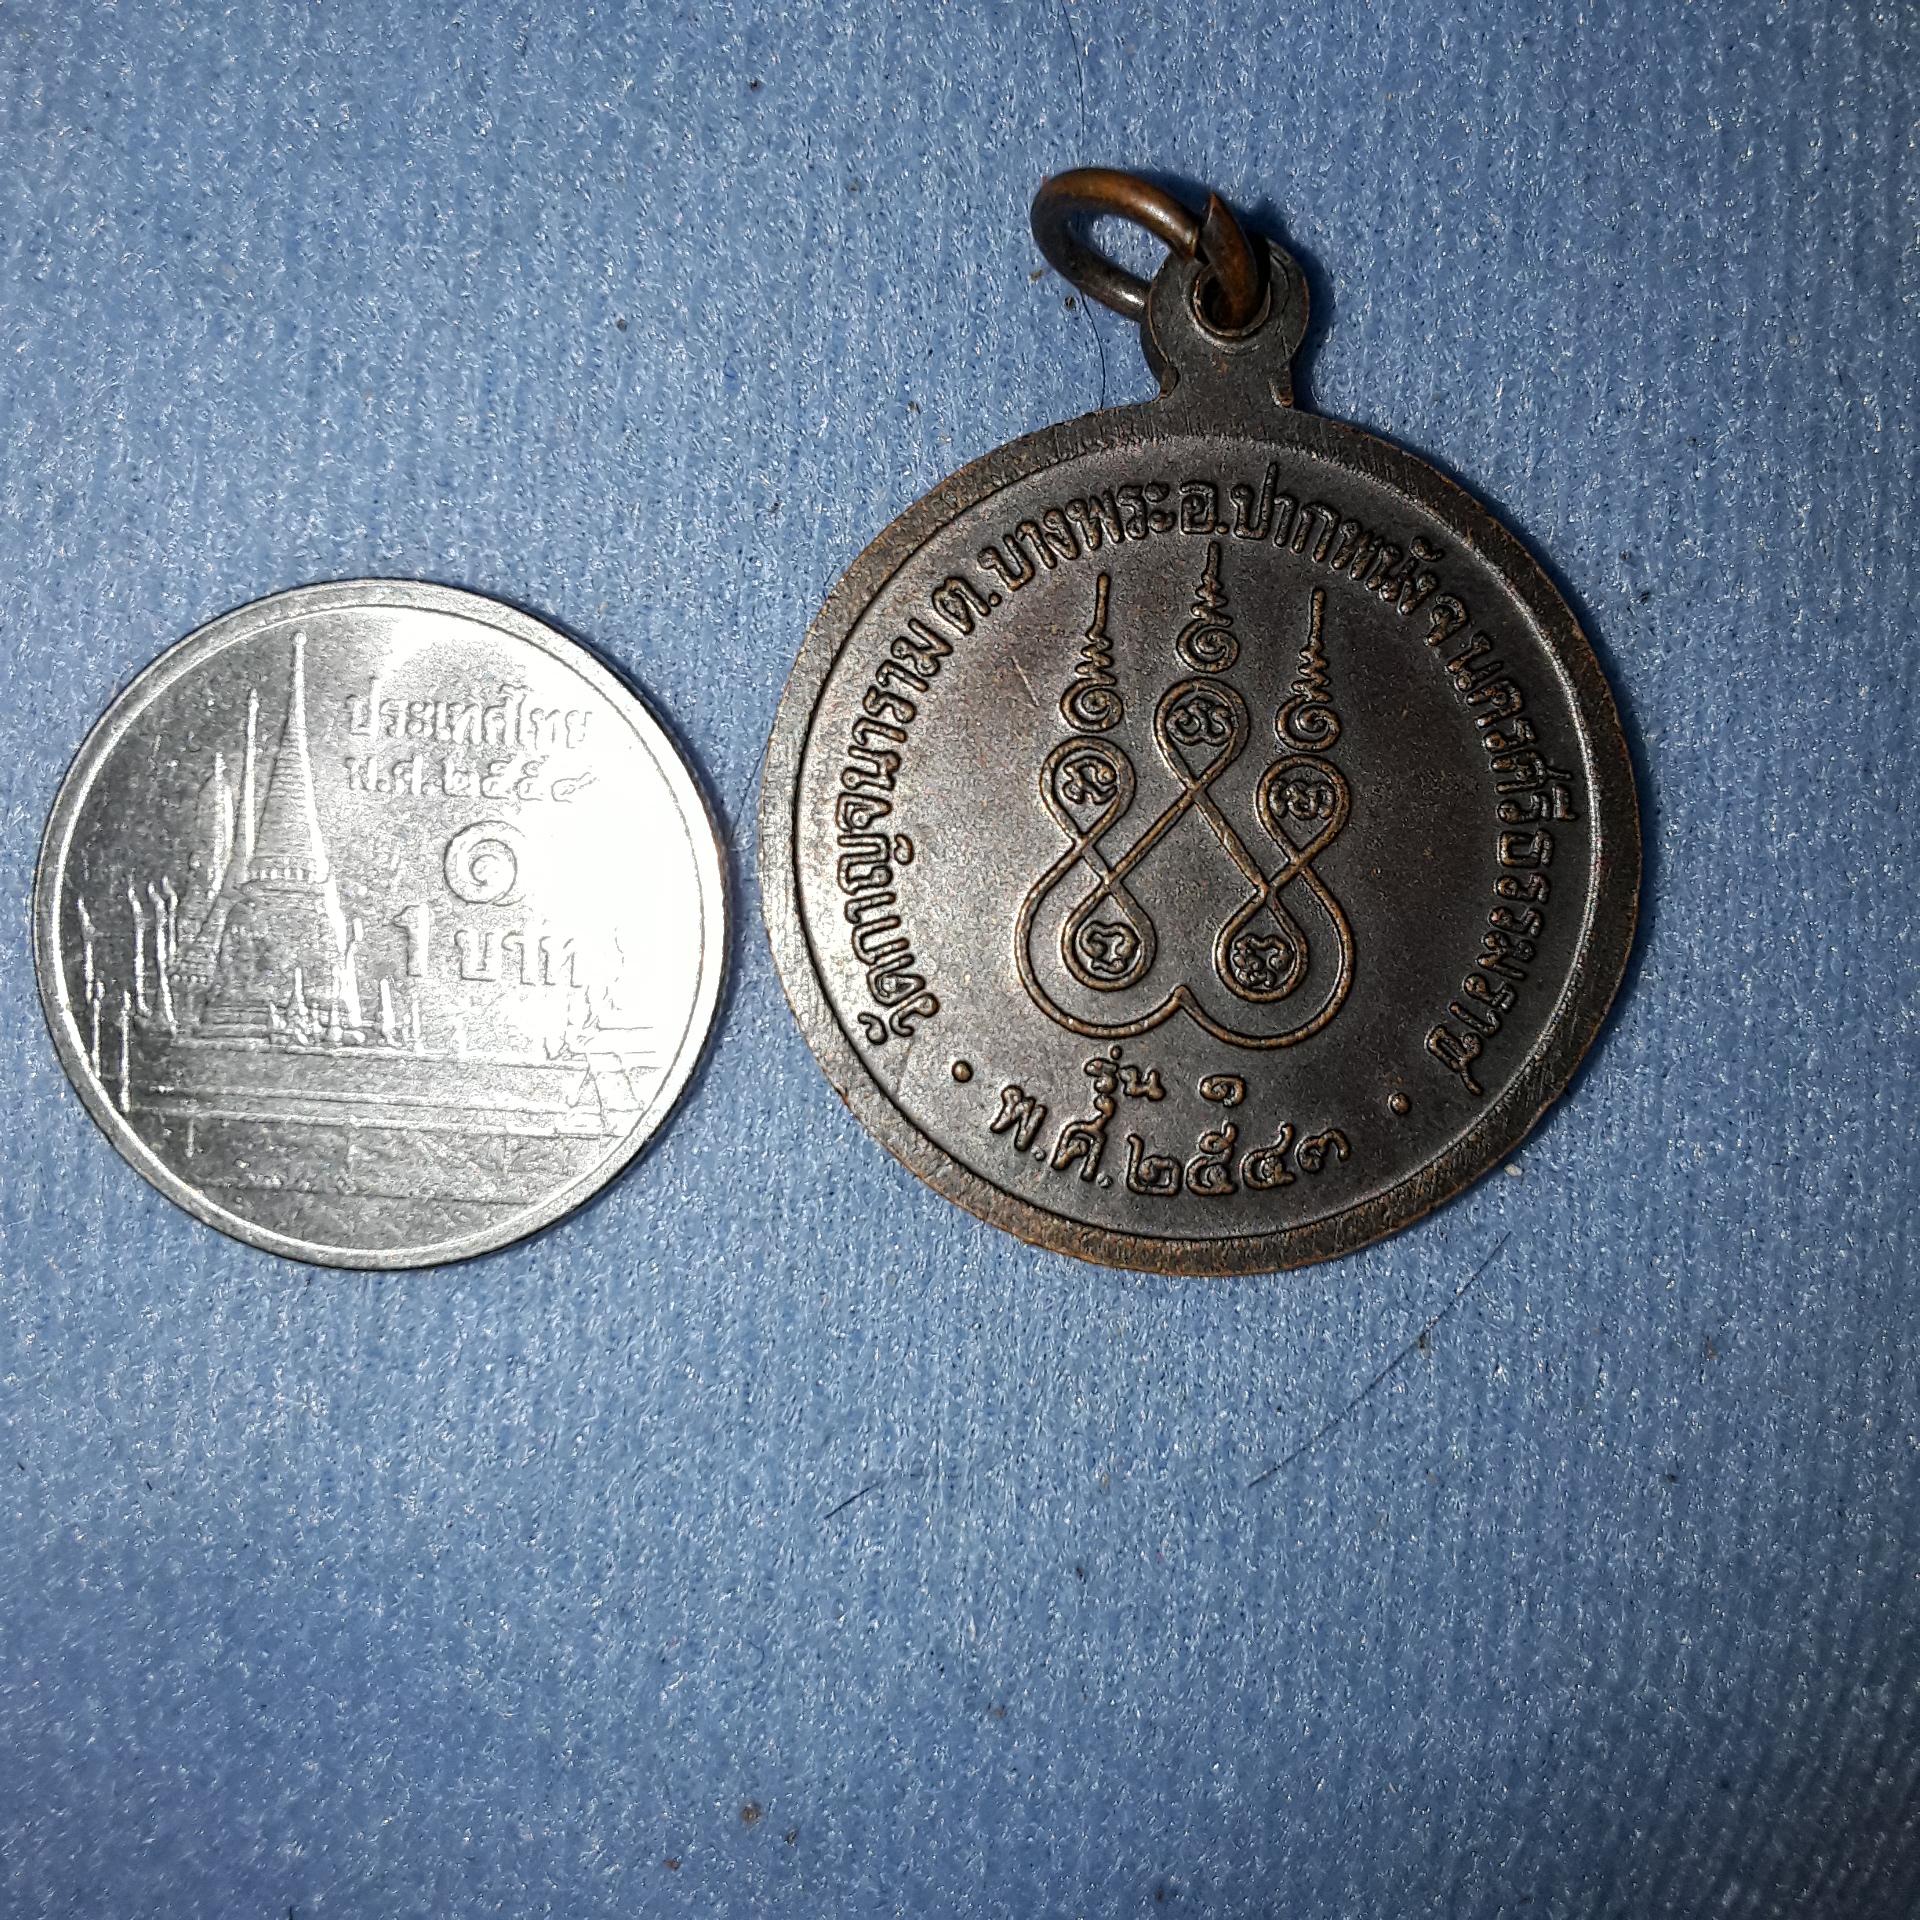 ประเทศไทย
พ.ศ.๒๕๕๔
๑
1 บาท
วัดกาญจนาราม ต.บางพระ อ.ปากพนัง จ นครศรีธรรมราช
รุ่น ๑
• พ.ศ.๒๕๔๓ •